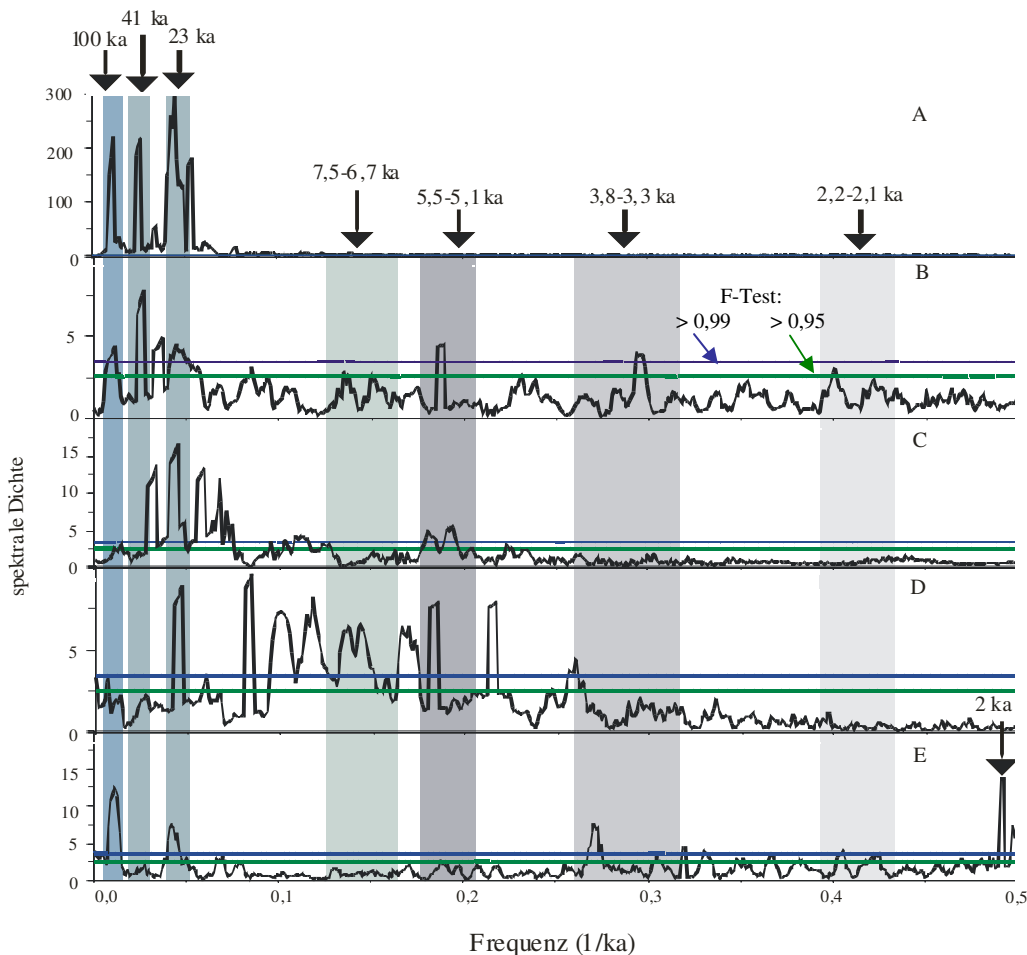 41 ka
100 ka
23 ka
300
200
100
0
A
7,5-6,7 ka
5,5-5,1 ka
3,8-3,3 ka
2,2-2,1 ka
B
5
0
F-Test:
> 0,99
> 0,95
C
15
10
5
0
D
5
0
2 ka
E
15
10
5
0
spektrale Dichte
0,0
0,1
0,2
0,3
0,4
0,5
Frequenz (1/ka)